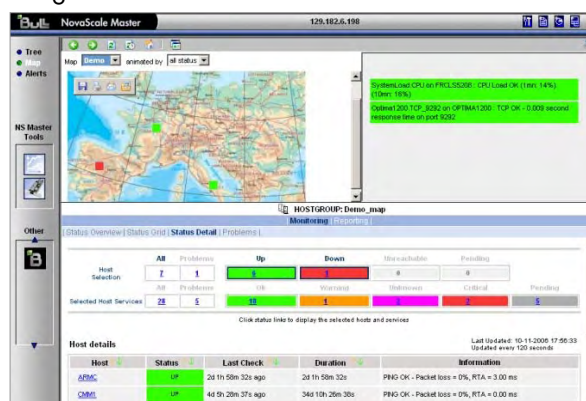 Bull NovaScale Master 129.182.6.198
Tree
Map
Alerts
Map Demo animated by all status
SystemLoad.CPU on FRCLS5268 : CPU Load OK (1mn: 14%)
(10mn: 16%)
Optima1200.TCP_9292 on OPTIMA1200 : TCP OK - 0.009 second
response time on port 9292
NS Master
Tools
HOSTGROUP: Demo_map
Monitoring | Reporting |
Other
| Status Overview | Status Grid | Status Detail | Problems |
All Problems Up Down Unreachable Pending
Host
Selection
7 1 6 1 0 0
All Problems Ok Warning Unknown Critical Pending
Selected Host Services 28 5 18 1 2 2 5
Click status links to display the selected hosts and services
Host details
Last Updated: 10-11-2006 17:56:33
Updated every 120 seconds
Host Status Last Check Duration Information
ARMC UP 2d 1h 58m 32s ago 2d 1h 58m 32s PING OK - Packet loss = 0%, RTA = 3.00 ms
CMMY UP 4d 5h 28m 37s ago 34d 10h 26m 38s PING OK - Packet loss = 0%, RTA = 0.00 ms